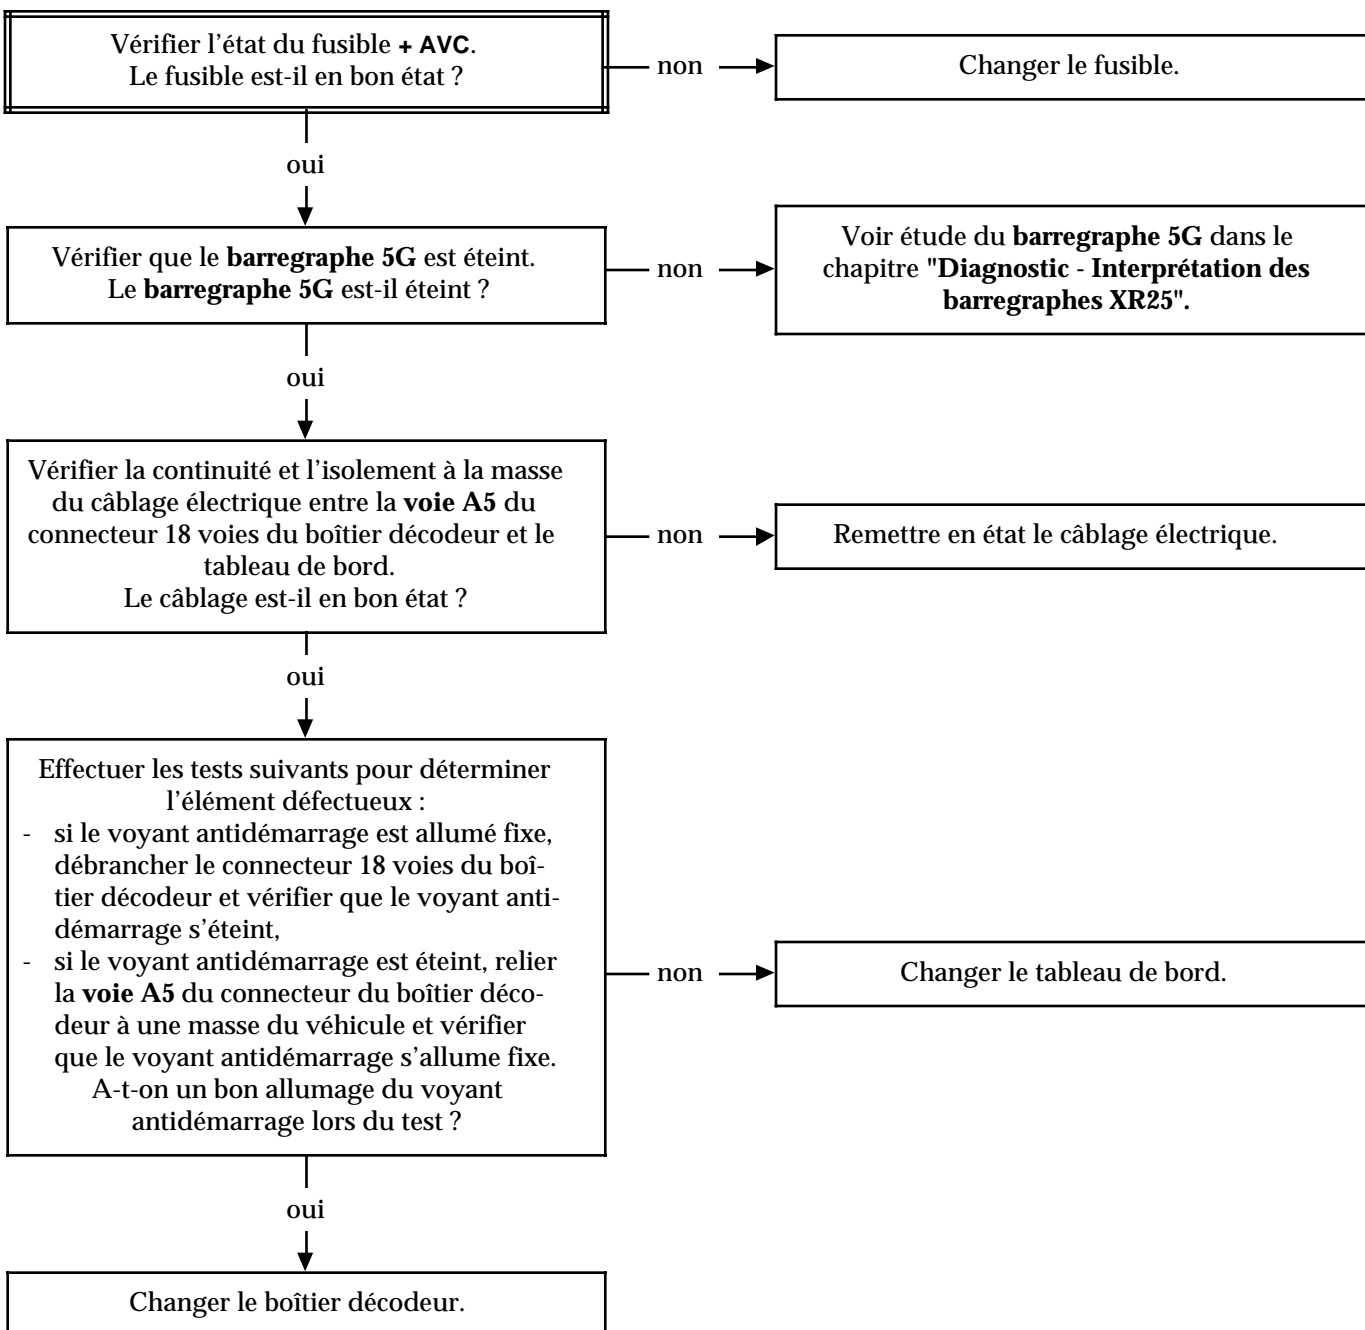 Vérifier l’état du fusible + AVC.
Le fusible est-il en bon état ?
non
Changer le fusible.
oui
Vérifier que le barregraphe 5G est éteint.
Le barregraphe 5G est-il éteint ?
non
Voir étude du barregraphe 5G dans le
chapitre "Diagnostic - Interprétation des
barregraphes XR25".
oui
Vérifier la continuité et l’isolement à la masse
du câblage électrique entre la voie A5 du
connecteur 18 voies du boîtier décodeur et le
tableau de bord.
Le câblage est-il en bon état ?
non
Remettre en état le câblage électrique.
oui
Effectuer les tests suivants pour déterminer
l’élément défectueux :
- si le voyant antidémarrage est allumé fixe,
débrancher le connecteur 18 voies du boî-
tier décodeur et vérifier que le voyant anti-
démarrage s’éteint,
- si le voyant antidémarrage est éteint, relier
la voie A5 du connecteur du boîtier déco-
deur à une masse du véhicule et vérifier
que le voyant antidémarrage s’allume fixe.
A-t-on un bon allumage du voyant
antidémarrage lors du test ?
non
Changer le tableau de bord.
oui
Changer le boîtier décodeur.